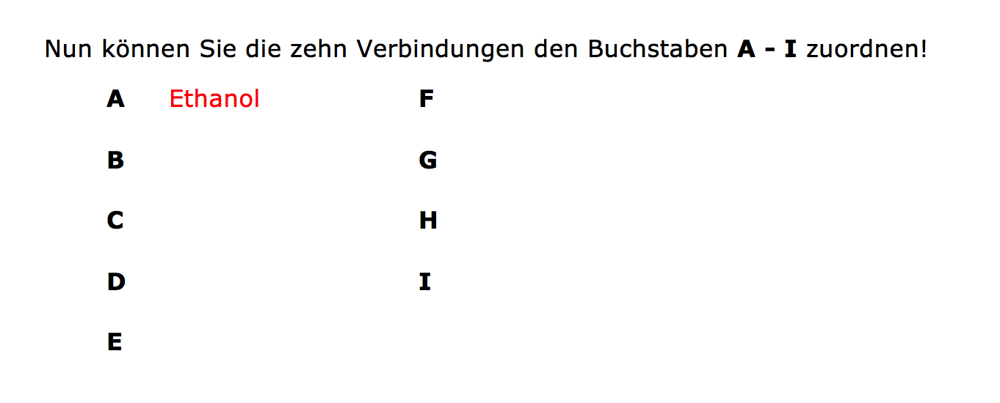 Nun können Sie die zehn Verbindungen den Buchstaben A - I zuordnen!
A Ethanol F
B G
C H
D I
E